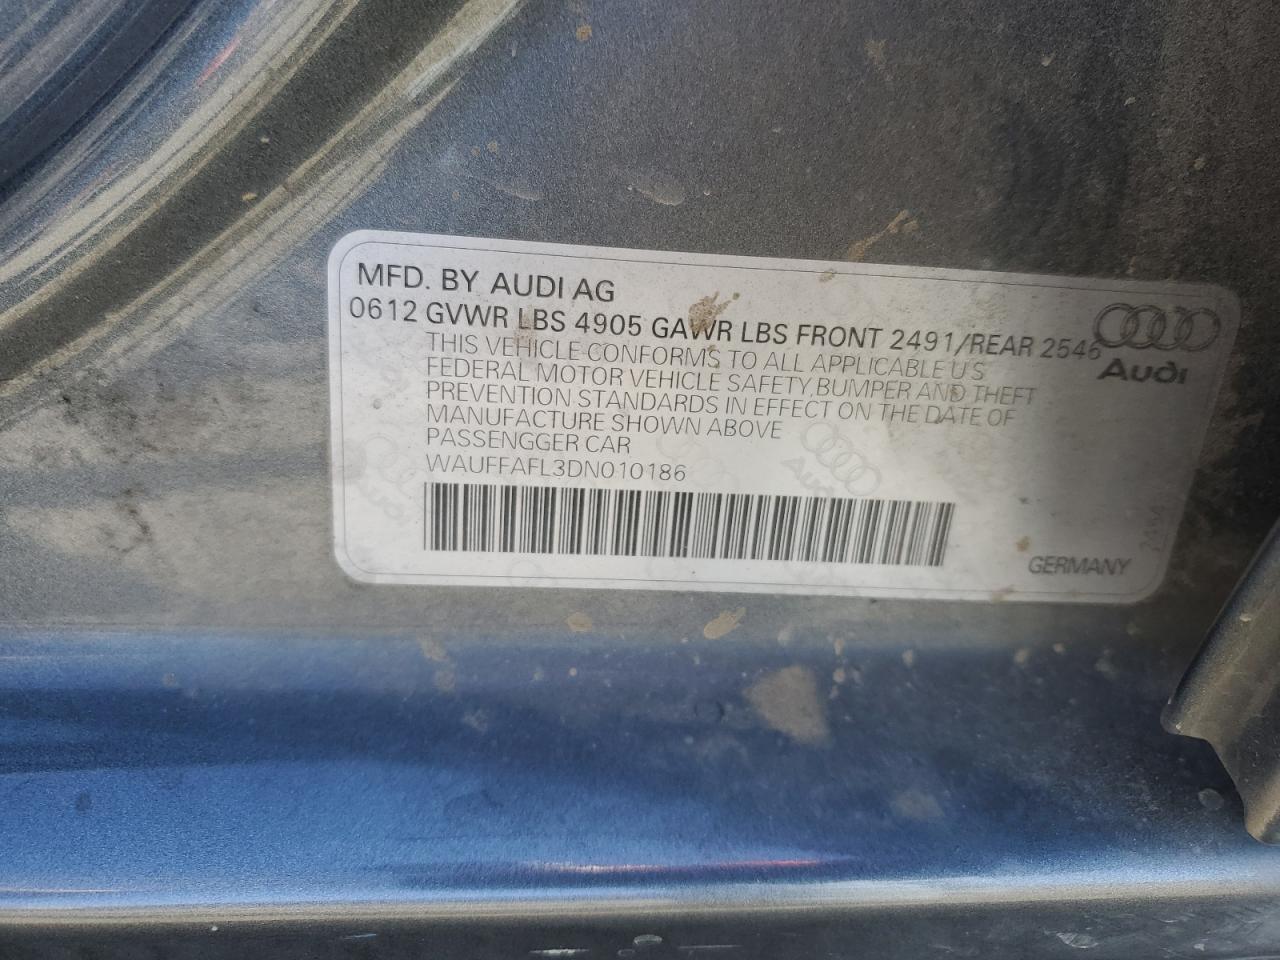 MFD. BY AUDI AG
0612 GVWR LBS 4905 GAWR LBS FRONT 2491/REAR 2546
Audi
THIS VEHICLE CONFORMS TO ALL APPLICABLE U S
FEDERAL MOTOR VEHICLE SAFETY, BUMPER AND THEFT
PREVENTION STANDARDS IN EFFECT ON THE DATE OF
MANUFACTURE SHOWN ABOVE
PASSENGGER CAR
WAUFFAFL3DN010186
GERMANY